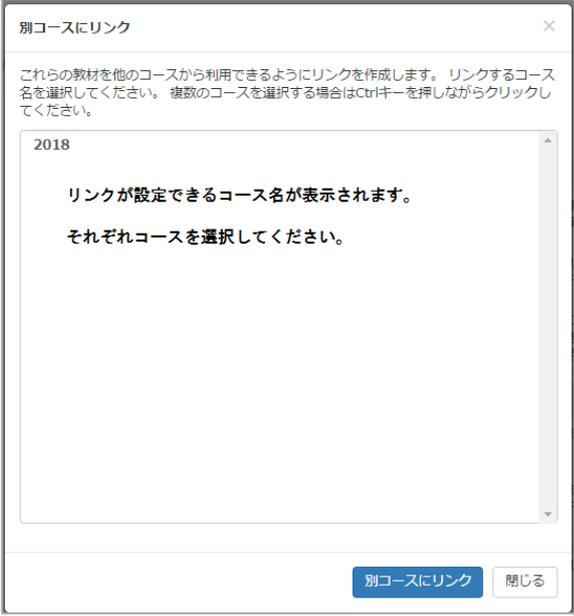 別コースにリンク ×
これらの教材を他のコースから利用できるようにリンクを作成します。 リンクするコース
名を選択してください。 複数のコースを選択する場合はCtrlキーを押しながらクリックし
てください。
2018
リンクが設定できるコース名が表示されます。
それぞれコースを選択してください。
別コースにリンク 閉じる